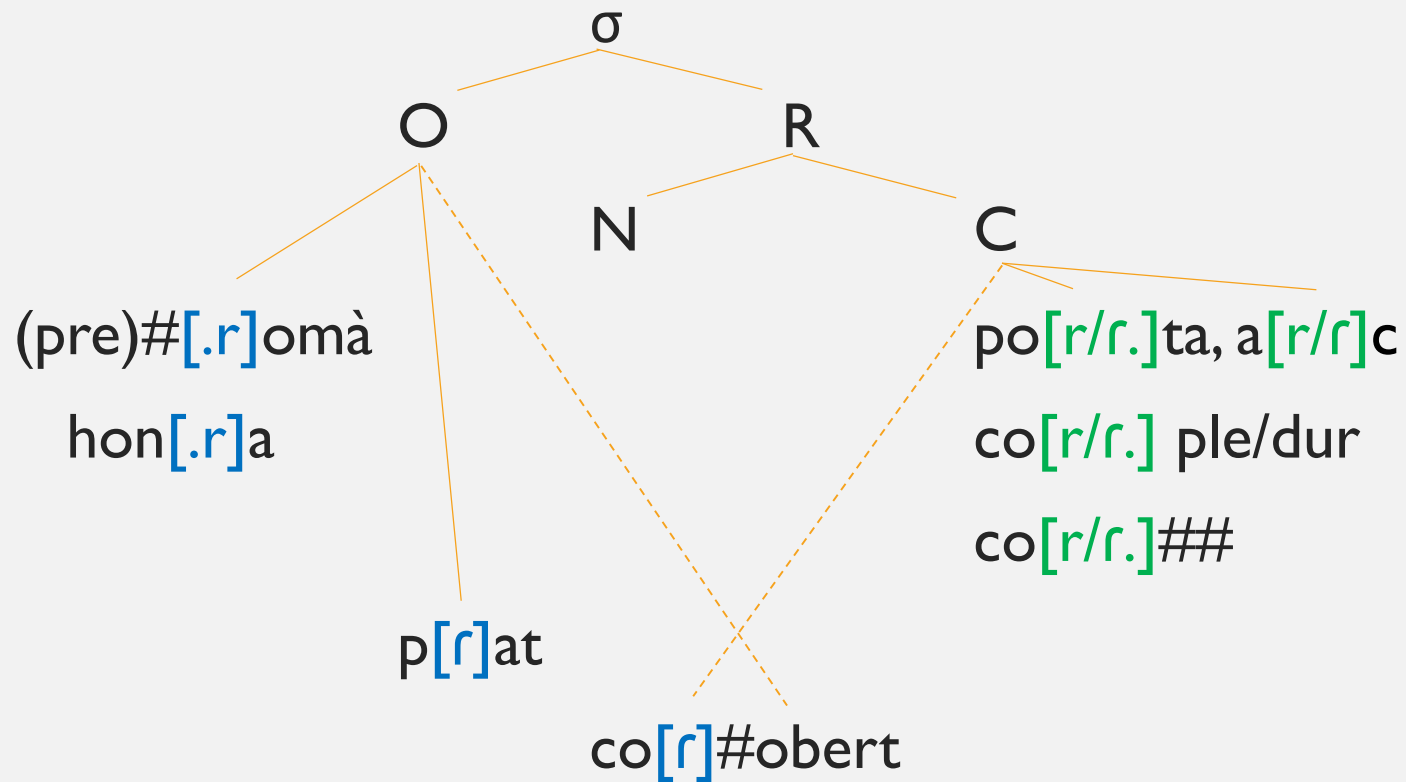 σ
O R
N C
(pre)#[.r]omà po[r/ɾ.]ta, a[r/ɾ]c
hon[.r]a co[r/ɾ.] ple/dur
co[r/ɾ.]##
p[ɾ]at
co[ɾ]#obert